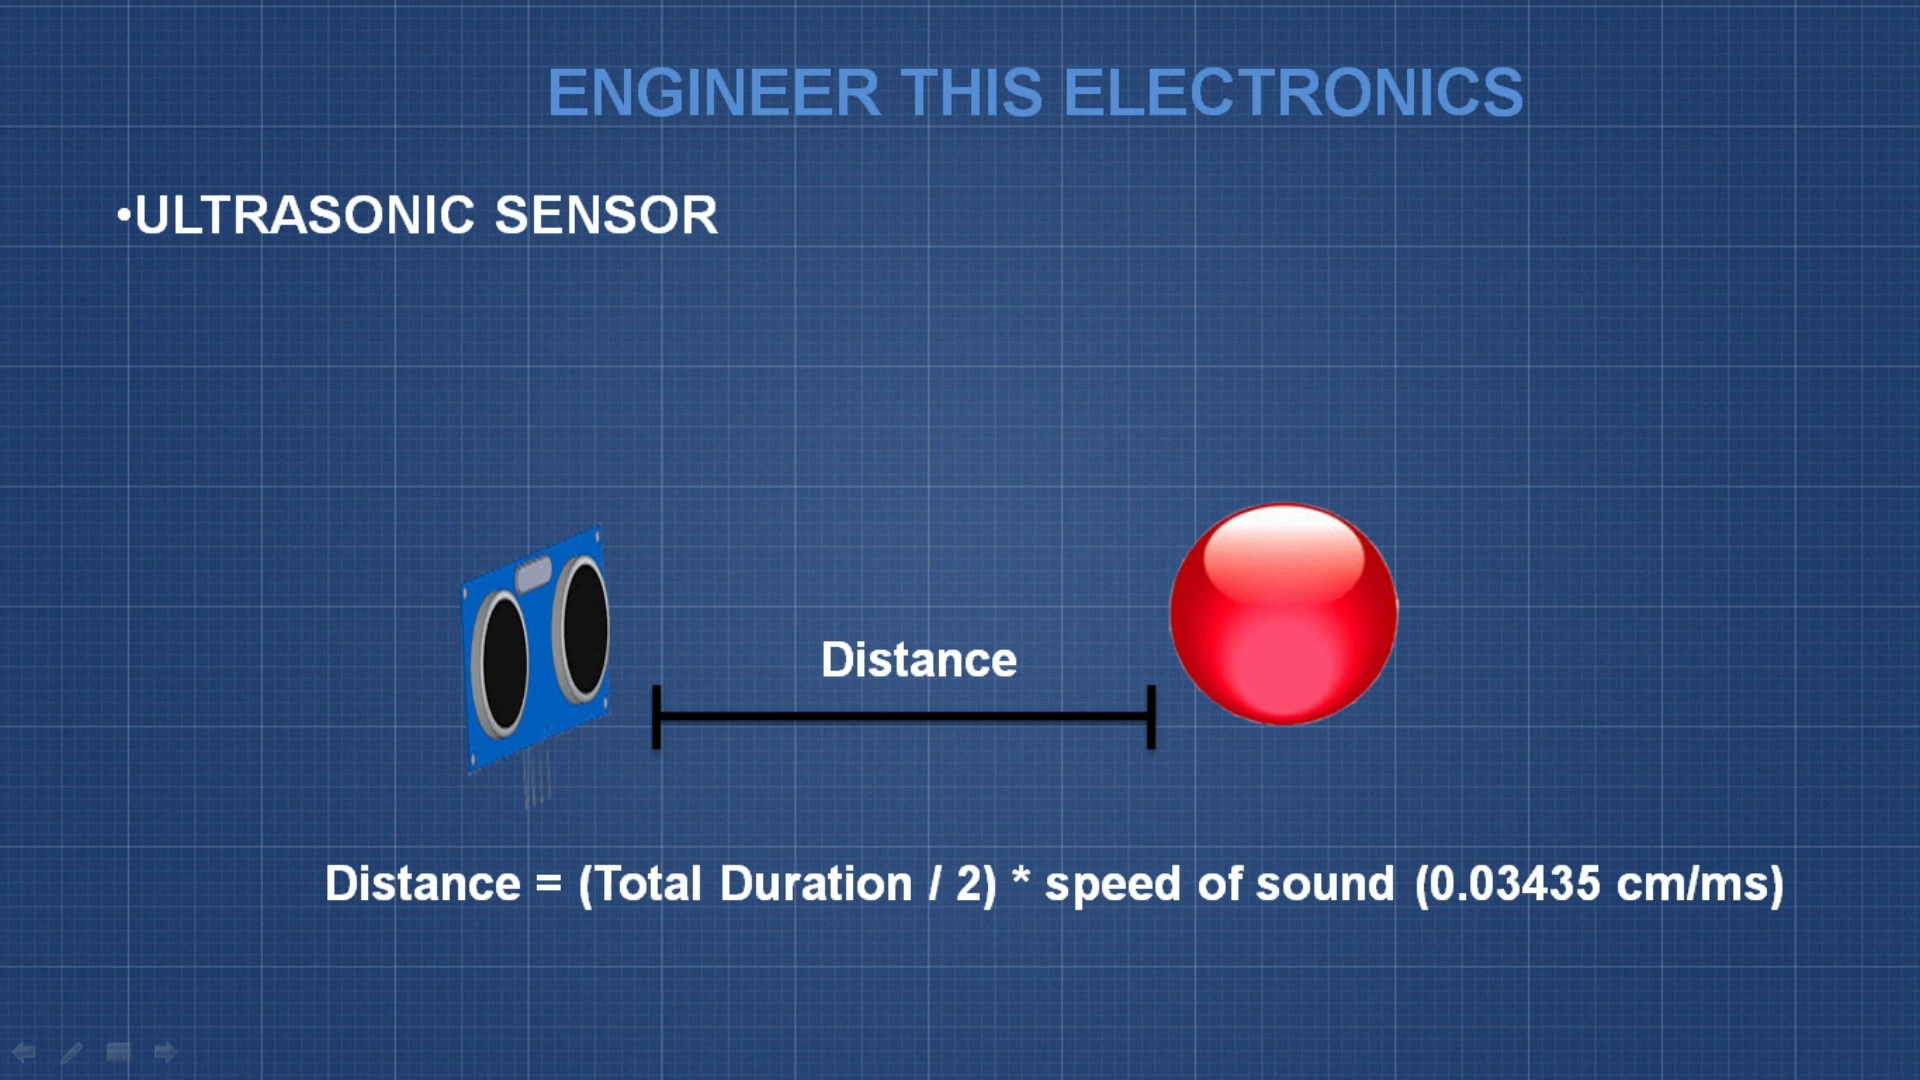 ENGINEER THIS ELECTRONICS
•ULTRASONIC SENSOR
Distance
Distance = (Total Duration / 2) * speed of sound (0.03435 cm/ms)